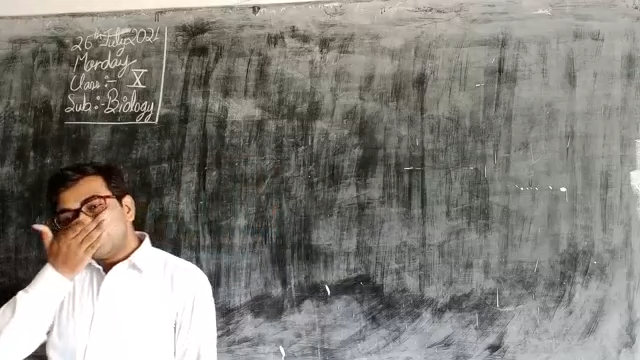 26th July 2021
Monday
Class :- X
Sub :- Biology